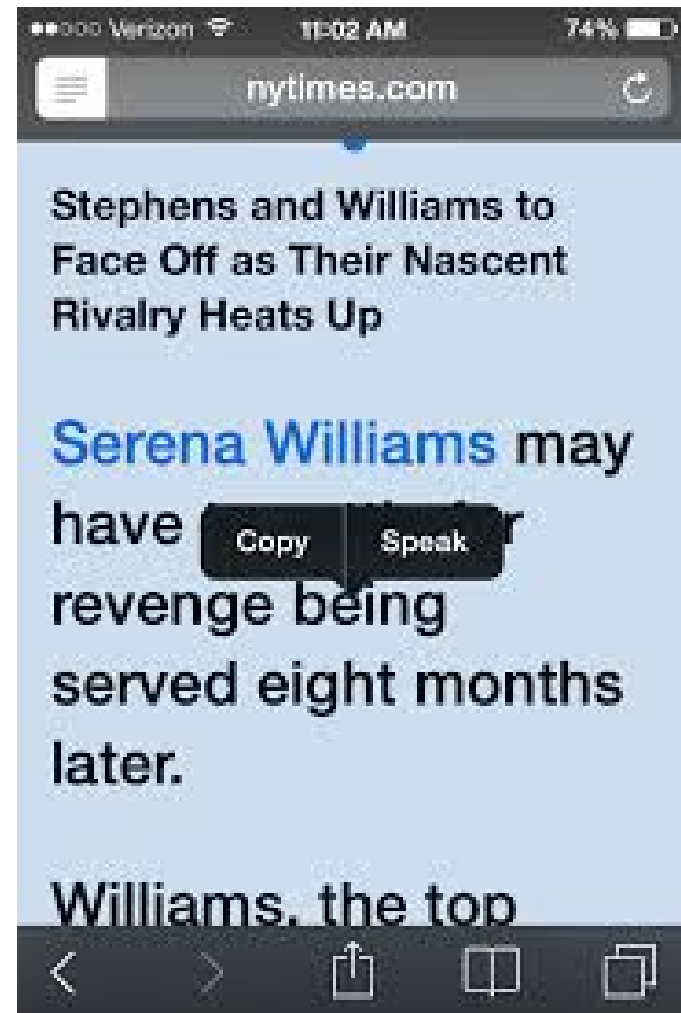 Verizon 11:02 AM 74%
nytimes.com
Stephens and Williams to
Face Off as Their Nascent
Rivalry Heats Up
Serena Williams may
have
Copy Speak
revenge being
served eight months
later.
Williams, the top